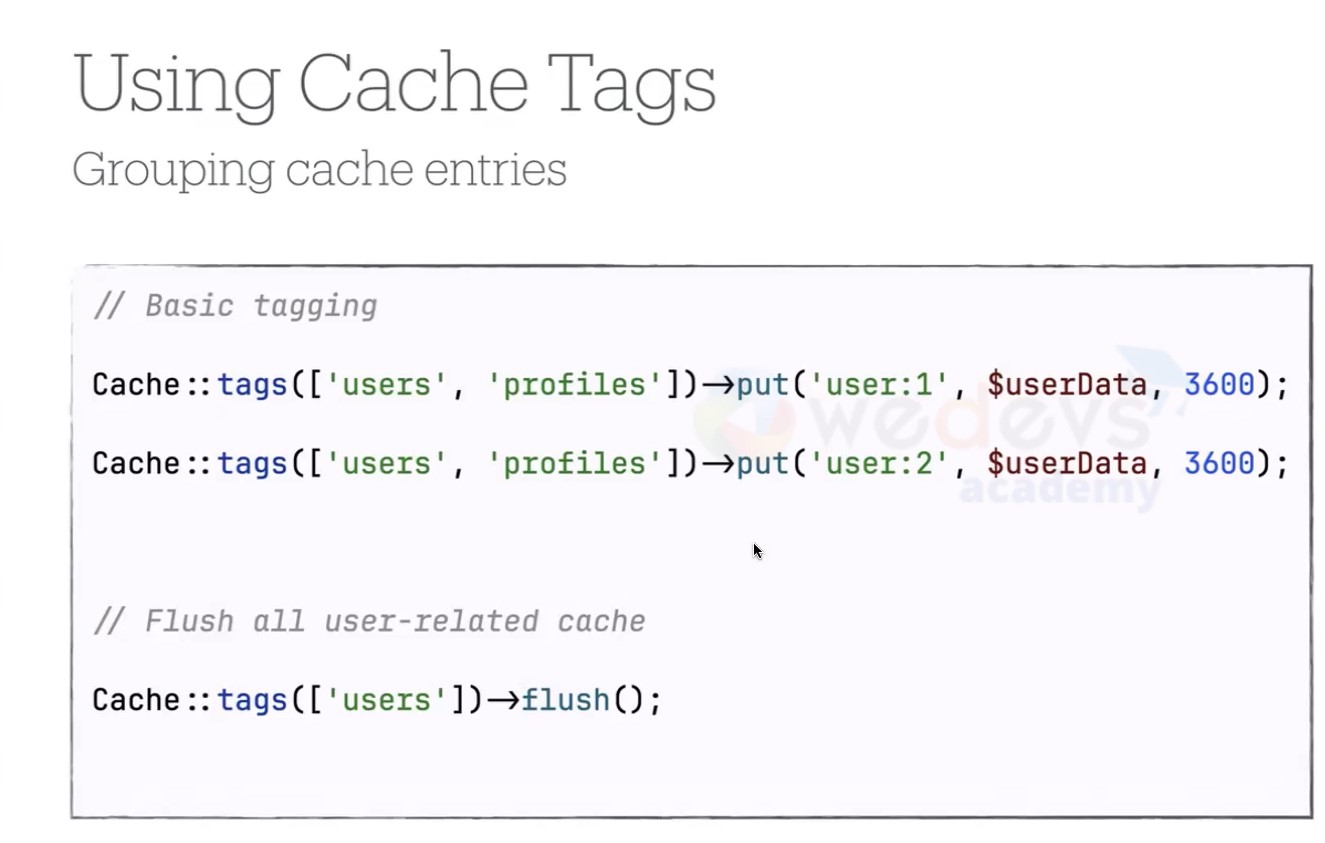 Using Cache Tags
Grouping cache entries
// Basic tagging
Cache::tags(['users', 'profiles'])->put('user:1', $userData, 3600);
Cache::tags(['users', 'profiles'])->put('user:2', $userData, 3600);
wedevs
academy
// Flush all user-related cache
Cache::tags(['users'])->flush();